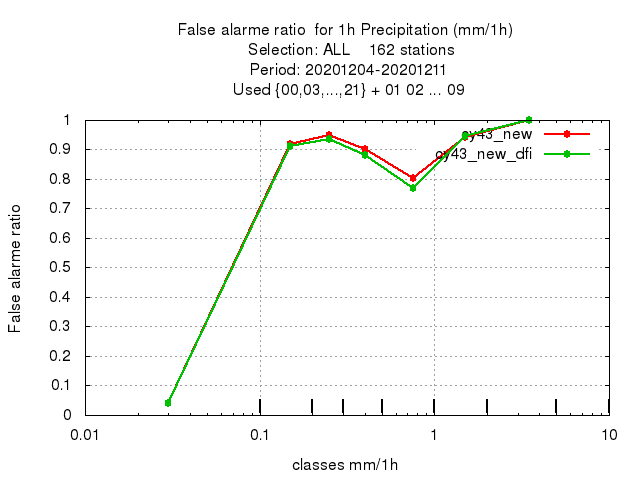 False alarme ratio  for 1h Precipitation (mm/1h)
Selection: ALL    162 stations
Period: 20201204-20201211
Used {00,03,...,21} + 01 02 ... 09
cy43_new
cy43_new_dfi
1
0.9
0.8
0.7
0.6
0.5
0.4
0.3
0.2
0.1
0
False alarme ratio
0.01
0.1
1
10
classes mm/1h